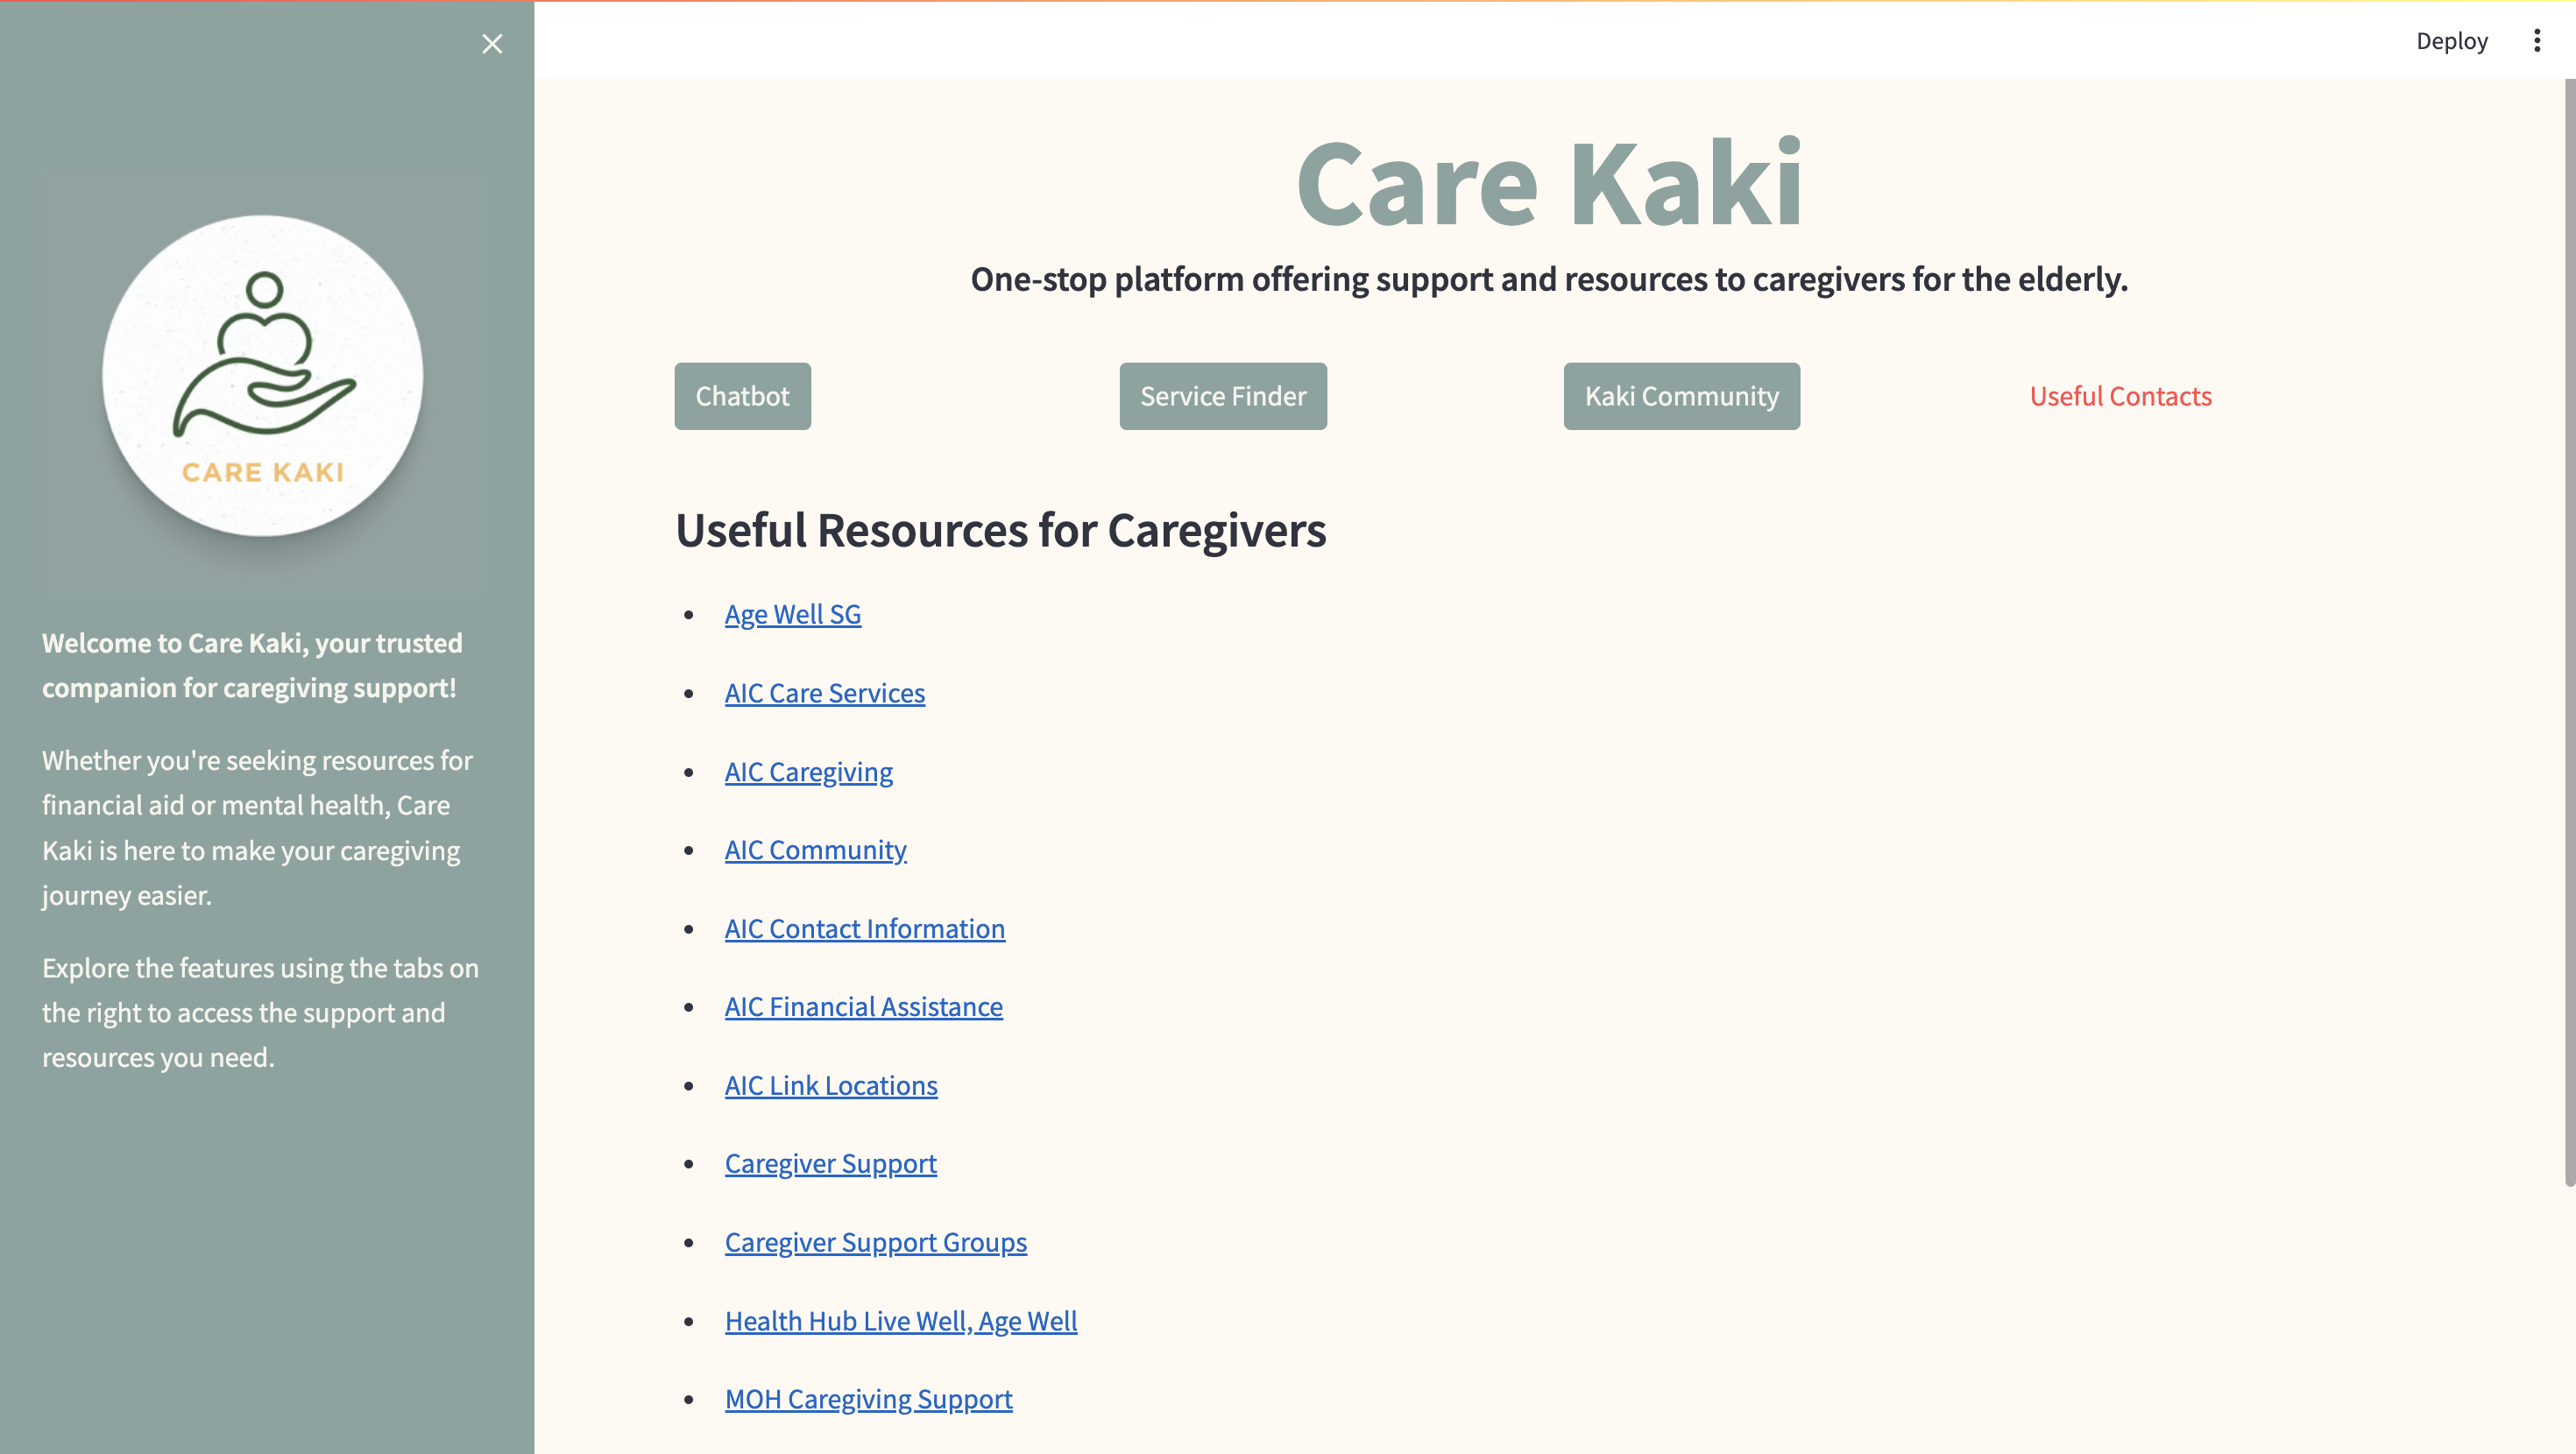 Deploy
CARE KAKI
Welcome to Care Kaki, your trusted
companion for caregiving support!
Whether you're seeking resources for
financial aid or mental health, Care
Kaki is here to make your caregiving
journey easier.
Explore the features using the tabs on
the right to access the support and
resources you need.
Care Kaki
One-stop platform offering support and resources to caregivers for the elderly.
Chatbot
Service Finder
Kaki Community
Useful Contacts
Useful Resources for Caregivers
Age Well SG
AIC Care Services
AIC Caregiving
AIC Community
AIC Contact Information
AIC Financial Assistance
AIC Link Locations
Caregiver Support
Caregiver Support Groups
Health Hub Live Well, Age Well
MOH Caregiving Support